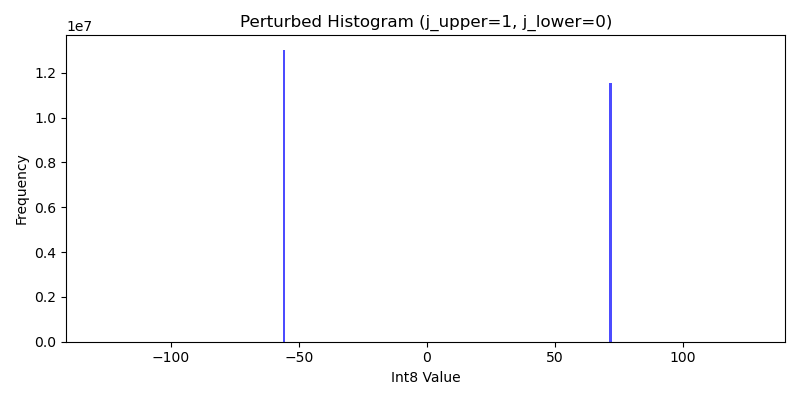 Perturbed Histogram (j_upper=1, j_lower=0)
1e7
1.2
1.0
0.8
0.6
0.4
0.2
0.0
Frequency
−100 −50 0 50 100
Int8 Value